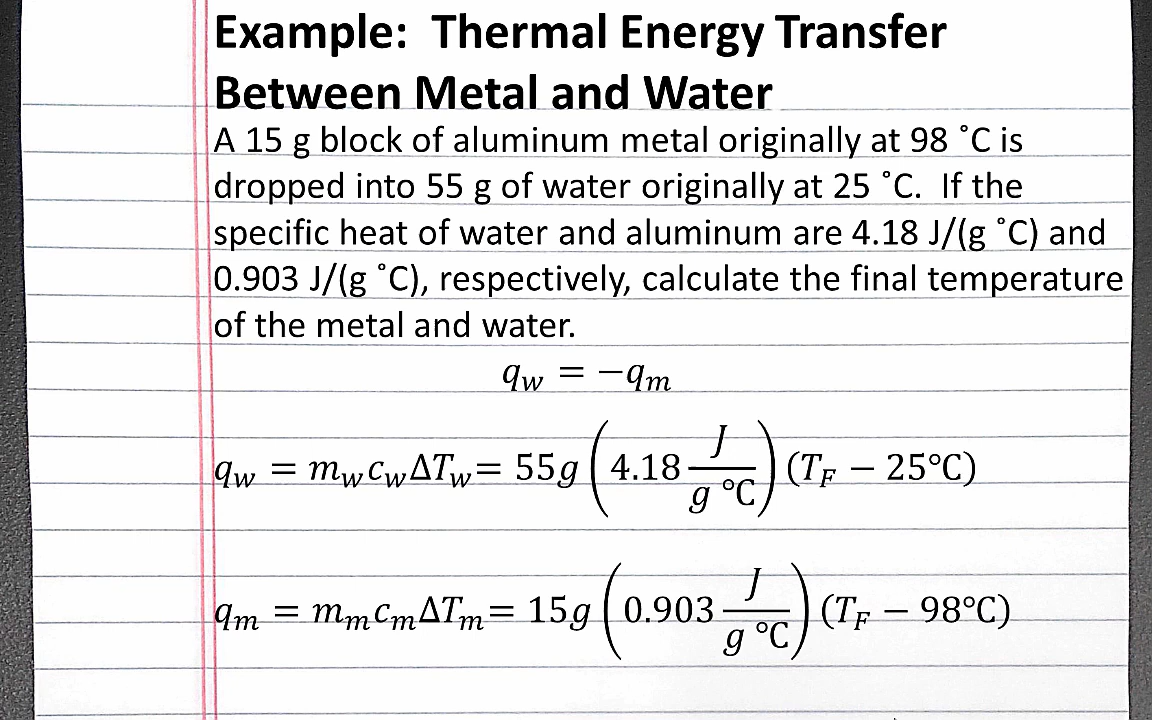 Example:  Thermal Energy Transfer
Between Metal and Water
A 15 g block of aluminum metal originally at 98 ˚C is
dropped into 55 g of water originally at 25 ˚C.  If the
specific heat of water and aluminum are 4.18 J/(g ˚C) and
0.903 J/(g ˚C), respectively, calculate the final temperature
of the metal and water.
q_w = −q_m
q_w = m_w c_w ΔT_w = 55g (4.18 J/(g °C)) (T_F − 25°C)
q_m = m_m c_m ΔT_m = 15g (0.903 J/(g °C)) (T_F − 98°C)